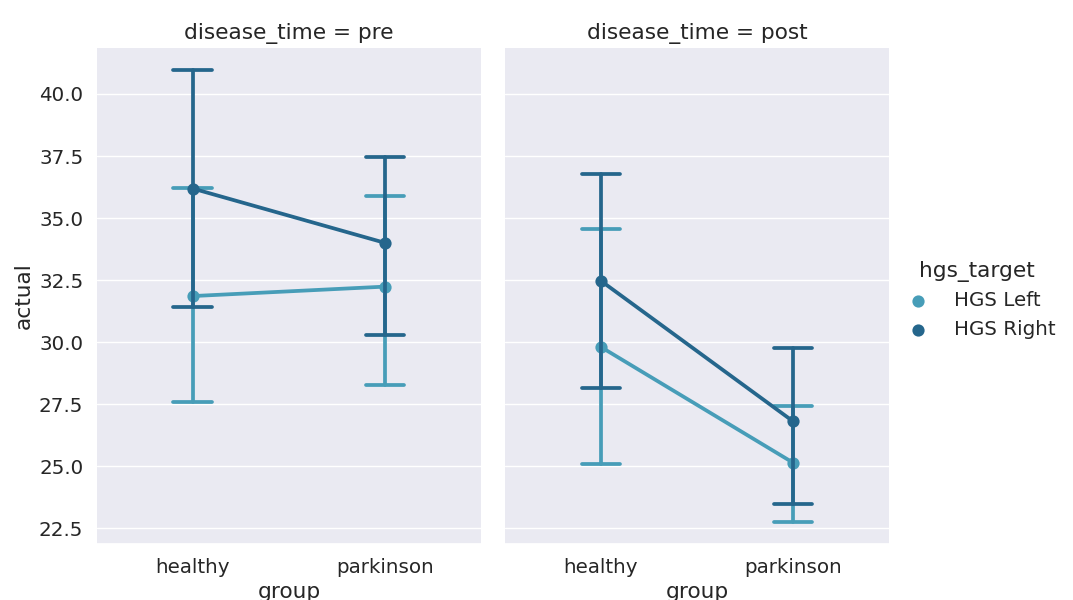 disease_time = pre
disease_time = post
40.0
37.5
35.0
32.5
30.0
27.5
25.0
22.5
actual
healthy
parkinson
group
healthy
parkinson
group
hgs_target
HGS Left
HGS Right